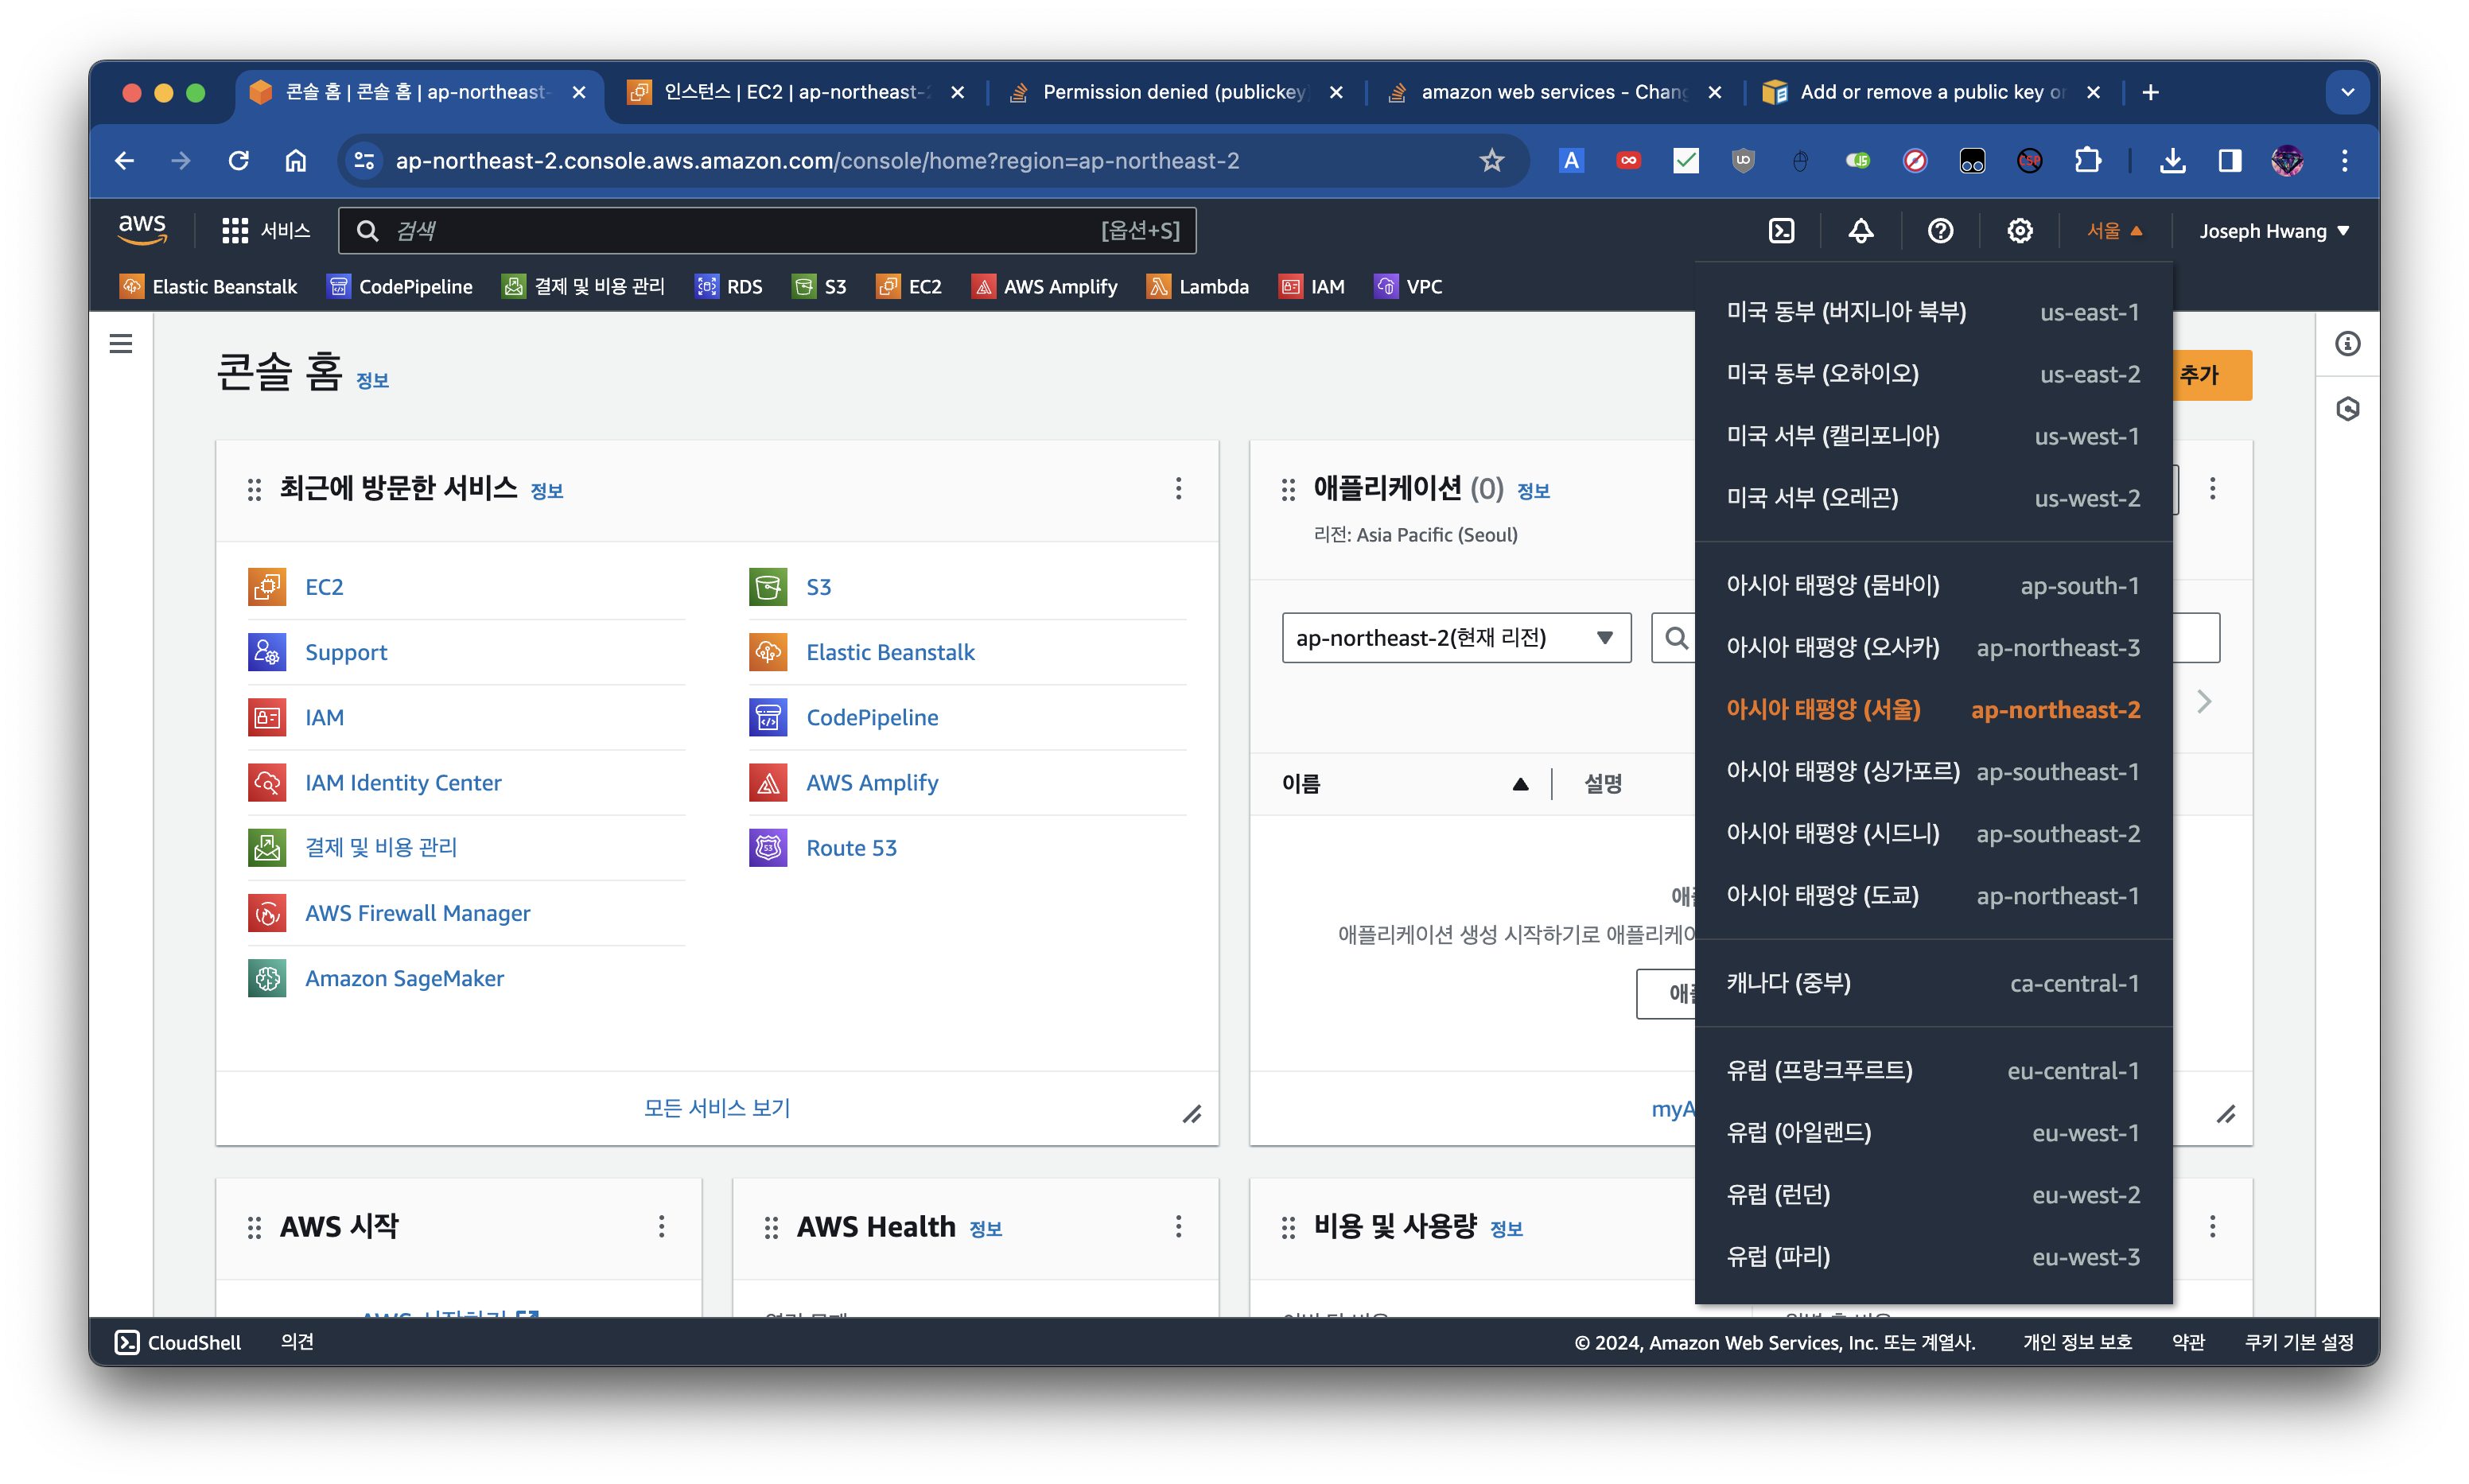 콘솔 홈 | 콘솔 홈 | ap-northeast-
인스턴스 | EC2 | ap-northeast-2
Permission denied (publickey)
amazon web services - Chang
Add or remove a public key or
ap-northeast-2.console.aws.amazon.com/console/home?region=ap-northeast-2
aws
서비스
검색
[옵션+S]
서울
Joseph Hwang
Elastic Beanstalk
CodePipeline
결제 및 비용 관리
RDS
S3
EC2
AWS Amplify
Lambda
IAM
VPC
콘솔 홈 정보
추가
최근에 방문한 서비스 정보
EC2
Support
IAM
IAM Identity Center
결제 및 비용 관리
AWS Firewall Manager
Amazon SageMaker
S3
Elastic Beanstalk
CodePipeline
AWS Amplify
Route 53
모든 서비스 보기
애플리케이션 (0) 정보
리전: Asia Pacific (Seoul)
ap-northeast-2(현재 리전)
이름
설명
애플리케이션 생성 시작하기로 애플리케이
myA
미국 동부 (버지니아 북부) us-east-1
미국 동부 (오하이오) us-east-2
미국 서부 (캘리포니아) us-west-1
미국 서부 (오레곤) us-west-2
아시아 태평양 (뭄바이) ap-south-1
아시아 태평양 (오사카) ap-northeast-3
아시아 태평양 (서울) ap-northeast-2
아시아 태평양 (싱가포르) ap-southeast-1
아시아 태평양 (시드니) ap-southeast-2
아시아 태평양 (도쿄) ap-northeast-1
캐나다 (중부) ca-central-1
유럽 (프랑크푸르트) eu-central-1
유럽 (아일랜드) eu-west-1
유럽 (런던) eu-west-2
유럽 (파리) eu-west-3
AWS 시작
AWS Health 정보
비용 및 사용량 정보
CloudShell
의견
© 2024, Amazon Web Services, Inc. 또는 계열사.
개인 정보 보호
약관
쿠키 기본 설정